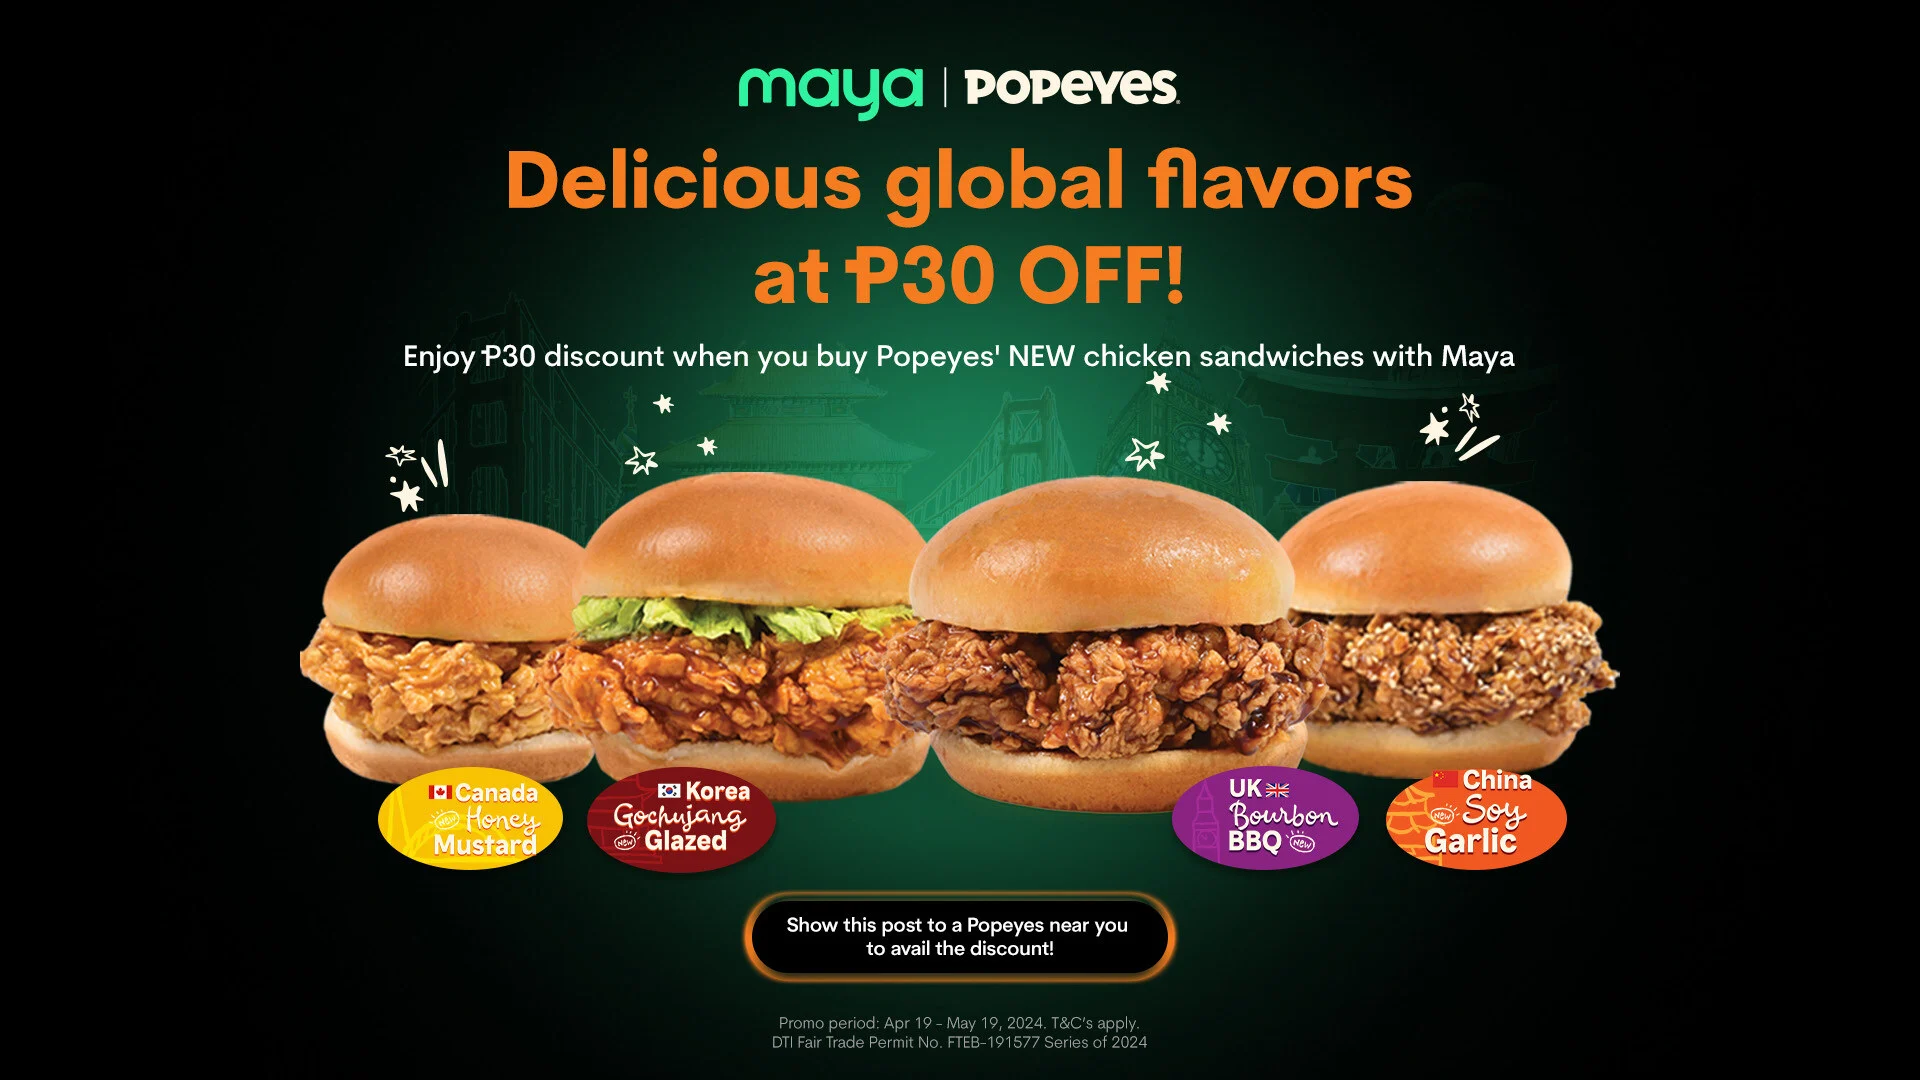 maya | POPEYES
Delicious global flavors
at ₱30 OFF!
Enjoy ₱30 discount when you buy Popeyes' NEW chicken sandwiches with Maya
Canada
NEW Honey
Mustard
Korea
Gochujang
NEW Glazed
UK
Bourbon
BBQ NEW
China
NEW Soy
Garlic
Show this post to a Popeyes near you
to avail the discount!
Promo period: Apr 19 - May 19, 2024. T&C's apply.
DTI Fair Trade Permit No. FTEB-191577 Series of 2024